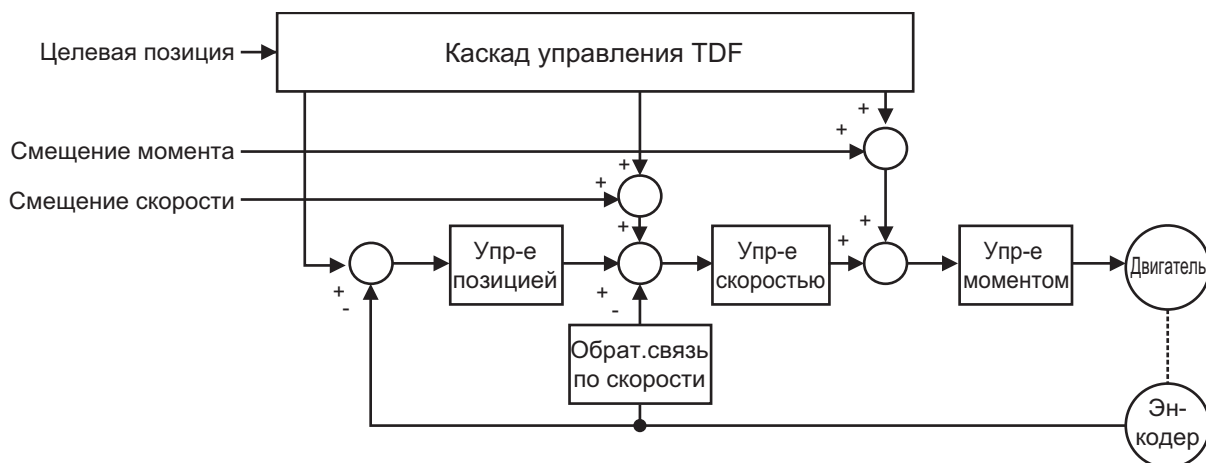 Целевая позиция
Каскад управления TDF
+
Смещение момента
+
+
Смещение скорости
+
+
+
Упр-е
позицией
Упр-е
скоростью
+
Упр-е
моментом
Двигатель
+
-
+
-
Обрат.связь
по скорости
Эн-
кодер